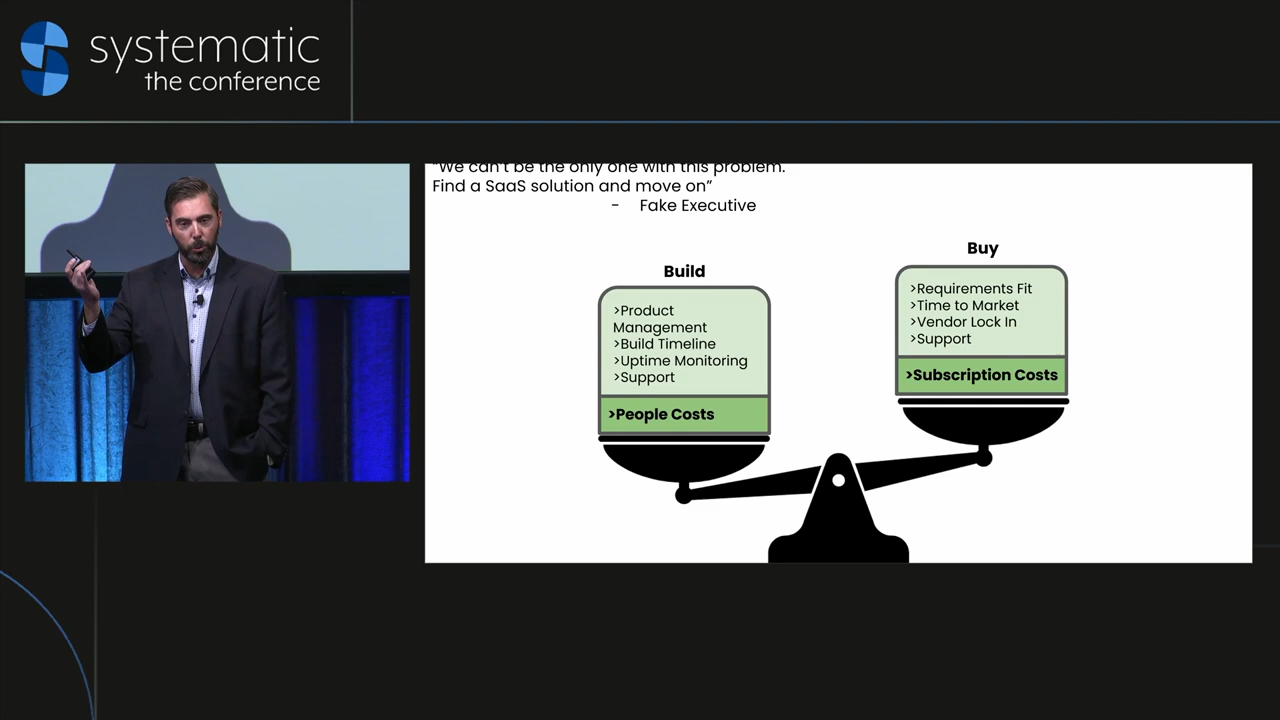 systematic
the conference
"We can't be the only one with this problem.
Find a SaaS solution and move on”
- Fake Executive
Build
>Product
Management
>Build Timeline
>Uptime Monitoring
>Support
>People Costs
Buy
>Requirements Fit
>Time to Market
>Vendor Lock In
>Support
>Subscription Costs